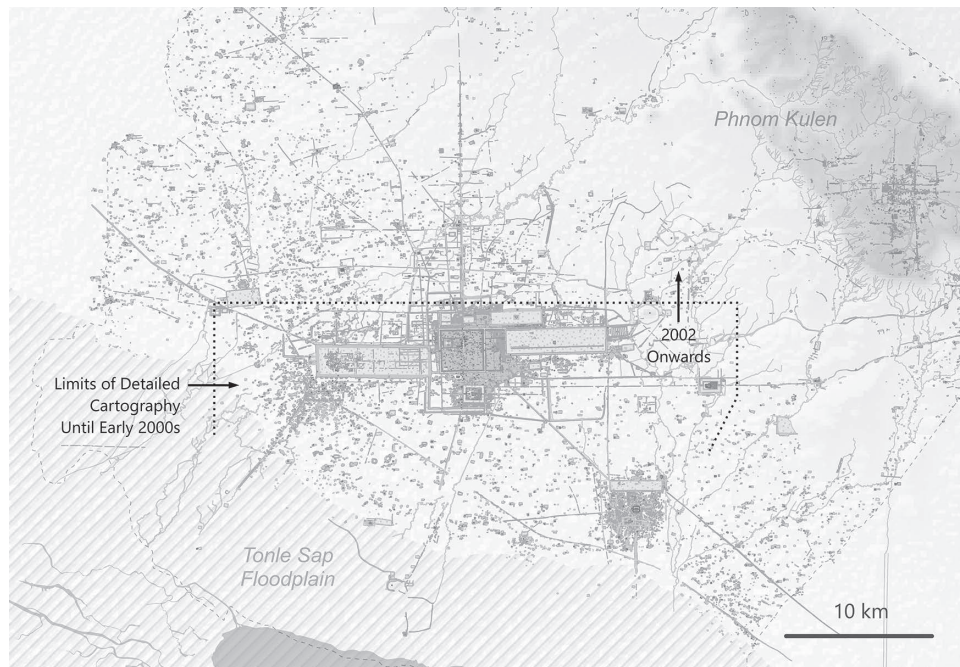 Phnom Kulen
2002
Onwards
Limits of Detailed
Cartography
Until Early 2000s
Tonle Sap
Floodplain
10 km